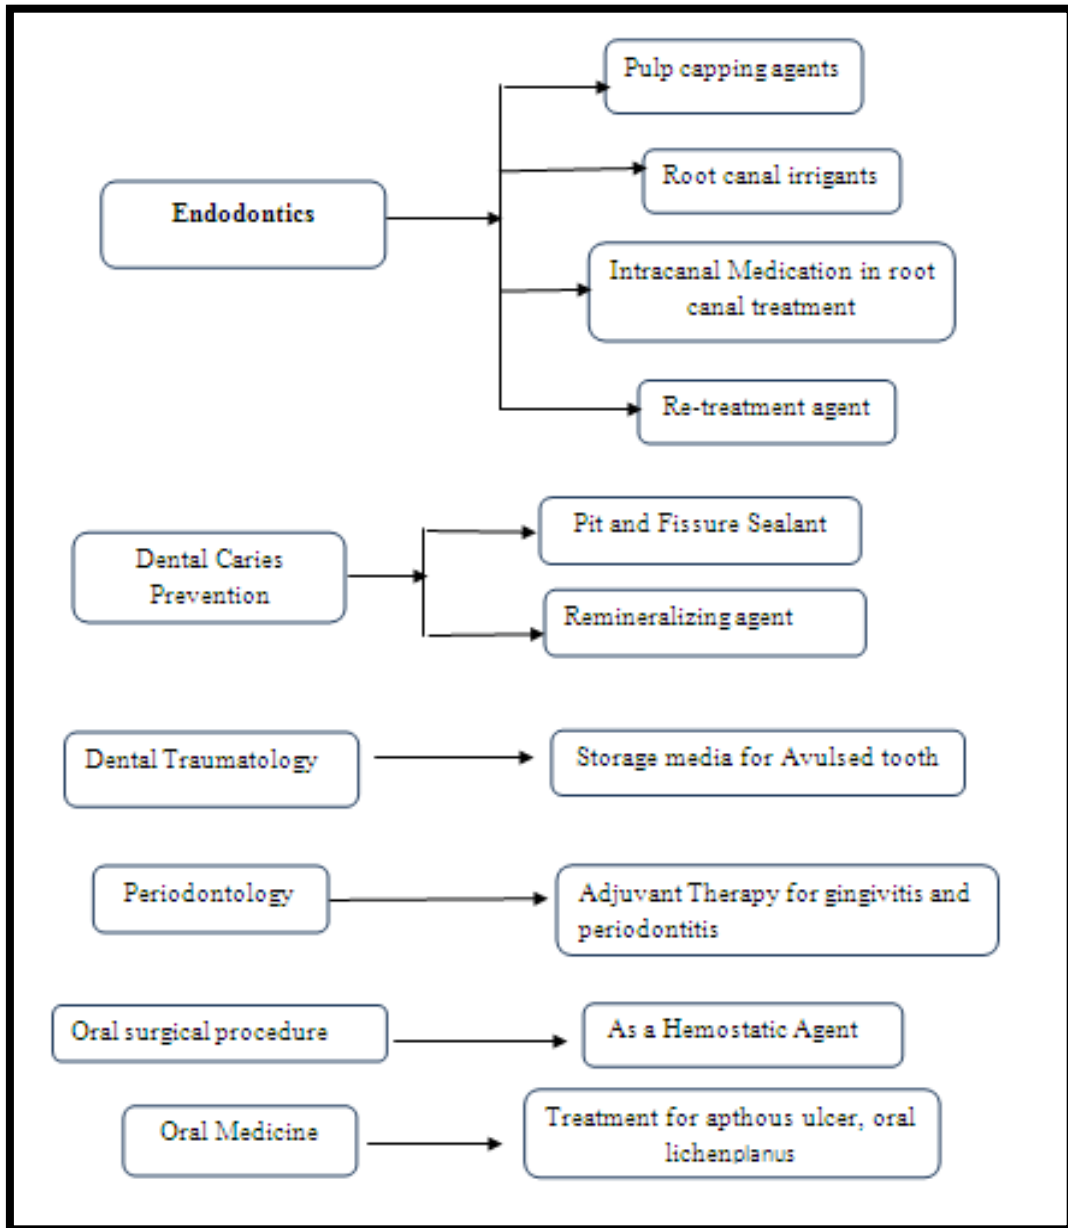 Pulp capping agents
Root canal irrigants
Endodontics
Intracanal Medication in root
canal treatment
Re-treatment agent
Pit and Fissure Sealant
Dental Caries
Prevention
Remineralizing agent
Dental Traumatology
Storage media for Avulsed tooth
Periodontology
Adjuvant Therapy for gingivitis and
periodontitis
Oral surgical procedure
As a Hemostatic Agent
Oral Medicine
Treatment for apthous ulcer, oral
lichenplanus